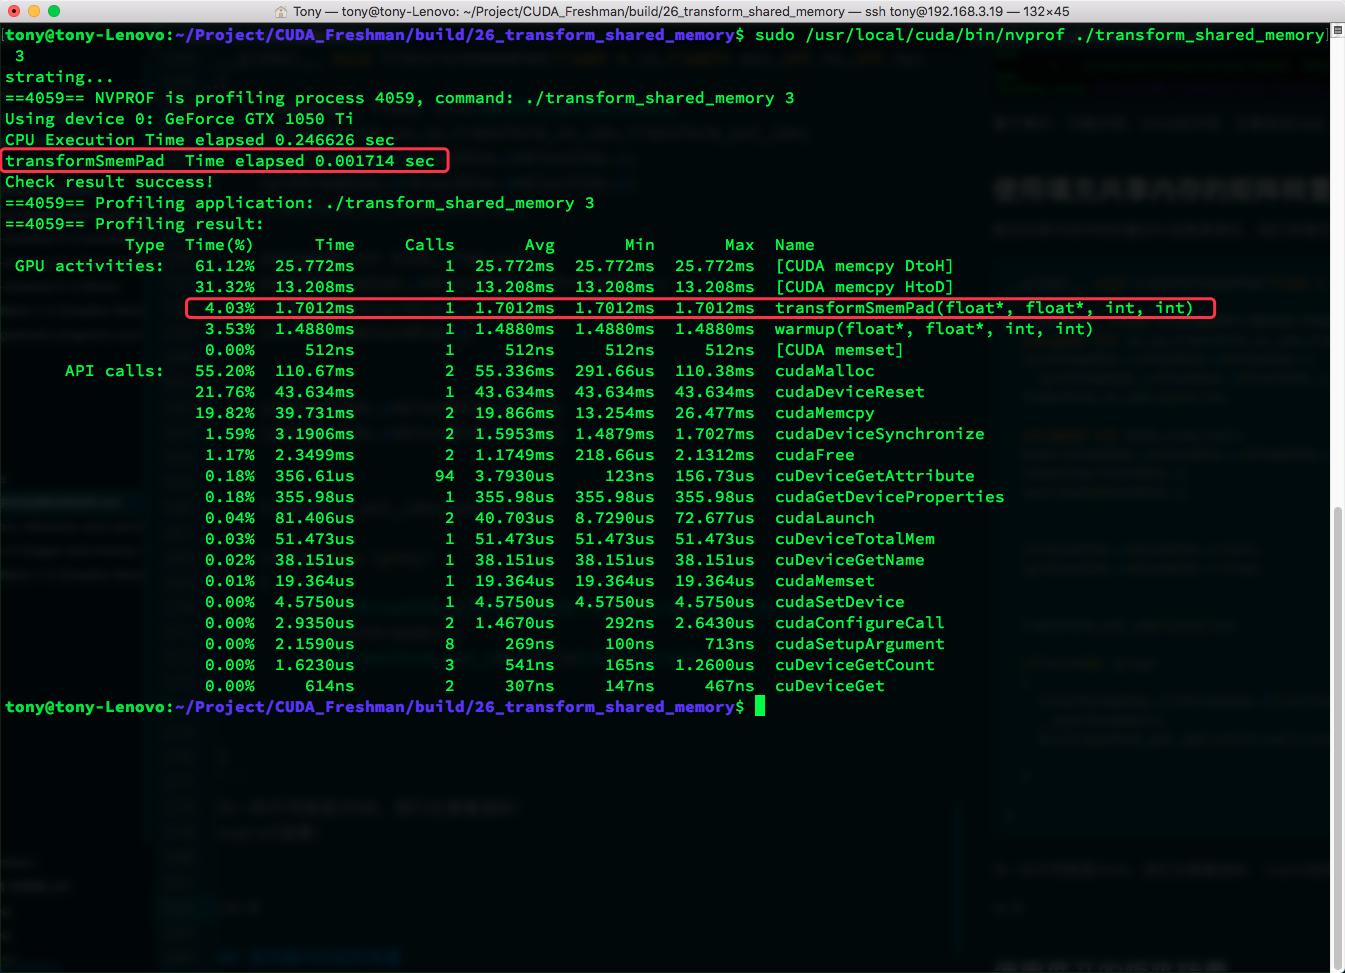 Tony — tony@tony-Lenovo: ~/Project/CUDA_Freshman/build/26_transform_shared_memory — ssh tony@192.168.3.19 — 132×45
[tony@tony-Lenovo:~/Project/CUDA_Freshman/build/26_transform_shared_memory$ sudo /usr/local/cuda/bin/nvprof ./transform_shared_memory]
 3
strating...
==4059== NVPROF is profiling process 4059, command: ./transform_shared_memory 3
Using device 0: GeForce GTX 1050 Ti
CPU Execution Time elapsed 0.246626 sec
transformSmemPad  Time elapsed 0.001714 sec
Check result success!
==4059== Profiling application: ./transform_shared_memory 3
==4059== Profiling result:
            Type  Time(%)      Time     Calls       Avg       Min       Max  Name
 GPU activities:   61.12%  25.772ms         1  25.772ms  25.772ms  25.772ms  [CUDA memcpy DtoH]
                   31.32%  13.208ms         1  13.208ms  13.208ms  13.208ms  [CUDA memcpy HtoD]
                    4.03%  1.7012ms         1  1.7012ms  1.7012ms  1.7012ms  transformSmemPad(float*, float*, int, int)
                    3.53%  1.4880ms         1  1.4880ms  1.4880ms  1.4880ms  warmup(float*, float*, int, int)
                    0.00%     512ns         1     512ns     512ns     512ns  [CUDA memset]
      API calls:   55.20%  110.67ms         2  55.336ms  291.66us  110.38ms  cudaMalloc
                   21.76%  43.634ms         1  43.634ms  43.634ms  43.634ms  cudaDeviceReset
                   19.82%  39.731ms         2  19.866ms  13.254ms  26.477ms  cudaMemcpy
                    1.59%  3.1906ms         2  1.5953ms  1.4879ms  1.7027ms  cudaDeviceSynchronize
                    1.17%  2.3499ms         2  1.1749ms  218.66us  2.1312ms  cudaFree
                    0.18%  356.61us        94  3.7930us     123ns  156.73us  cuDeviceGetAttribute
                    0.18%  355.98us         1  355.98us  355.98us  355.98us  cudaGetDeviceProperties
                    0.04%  81.406us         2  40.703us  8.7290us  72.677us  cudaLaunch
                    0.03%  51.473us         1  51.473us  51.473us  51.473us  cuDeviceTotalMem
                    0.02%  38.151us         1  38.151us  38.151us  38.151us  cuDeviceGetName
                    0.01%  19.364us         1  19.364us  19.364us  19.364us  cudaMemset
                    0.00%  4.5750us         1  4.5750us  4.5750us  4.5750us  cudaSetDevice
                    0.00%  2.9350us         2  1.4670us     292ns  2.6430us  cudaConfigureCall
                    0.00%  2.1590us         8     269ns     100ns     713ns  cudaSetupArgument
                    0.00%  1.6230us         3     541ns     165ns  1.2600us  cuDeviceGetCount
                    0.00%     614ns         2     307ns     147ns     467ns  cuDeviceGet
tony@tony-Lenovo:~/Project/CUDA_Freshman/build/26_transform_shared_memory$